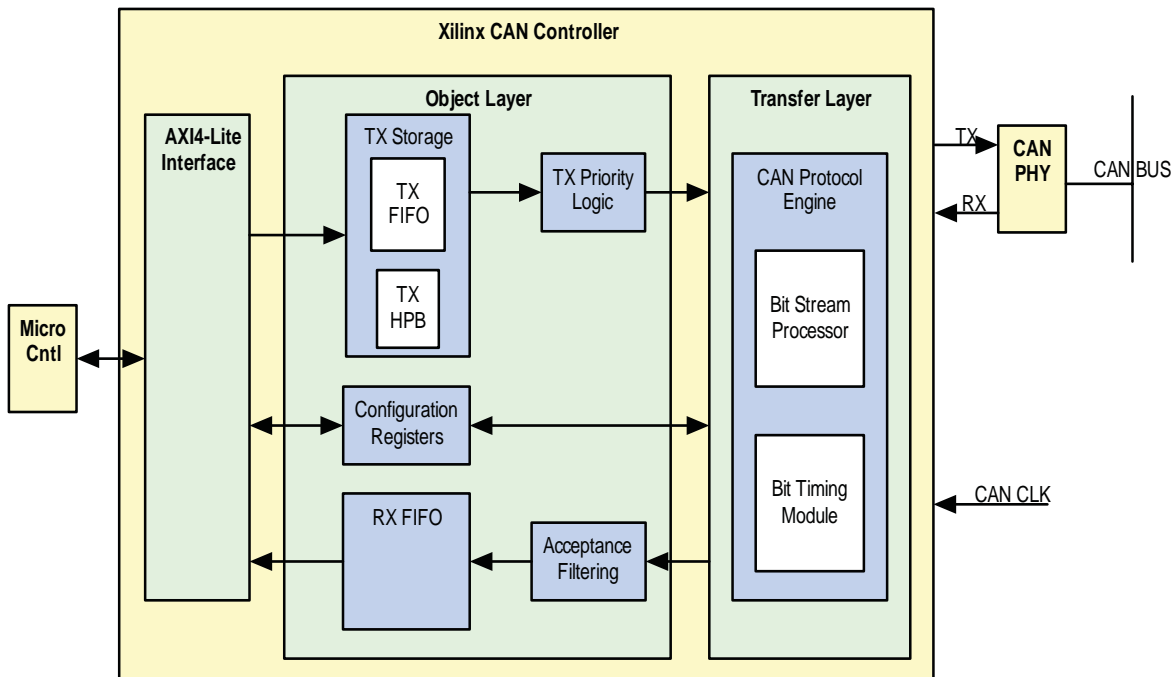 Xilinx CAN Controller
Object Layer
Transfer Layer
AXI4-Lite
Interface
TX Storage
TX
FIFO
TX
HPB
TX Priority
Logic
CAN Protocol
Engine
Bit Stream
Processor
Bit Timing
Module
TX
RX
CAN
PHY
CAN BUS
Micro
Cntl
Configuration
Registers
RX FIFO
Acceptance
Filtering
CAN CLK